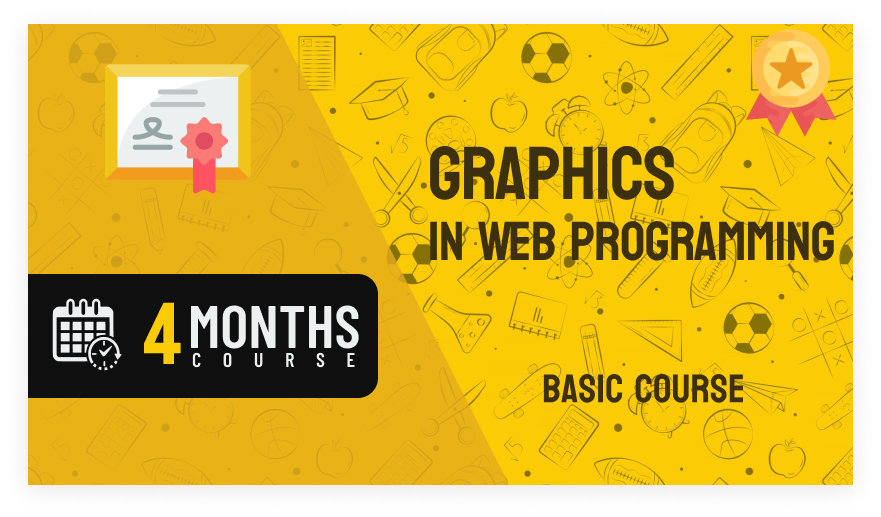 GRAPHICS
IN WEB PROGRAMMING
4 MONTHS
COURSE
BASIC COURSE